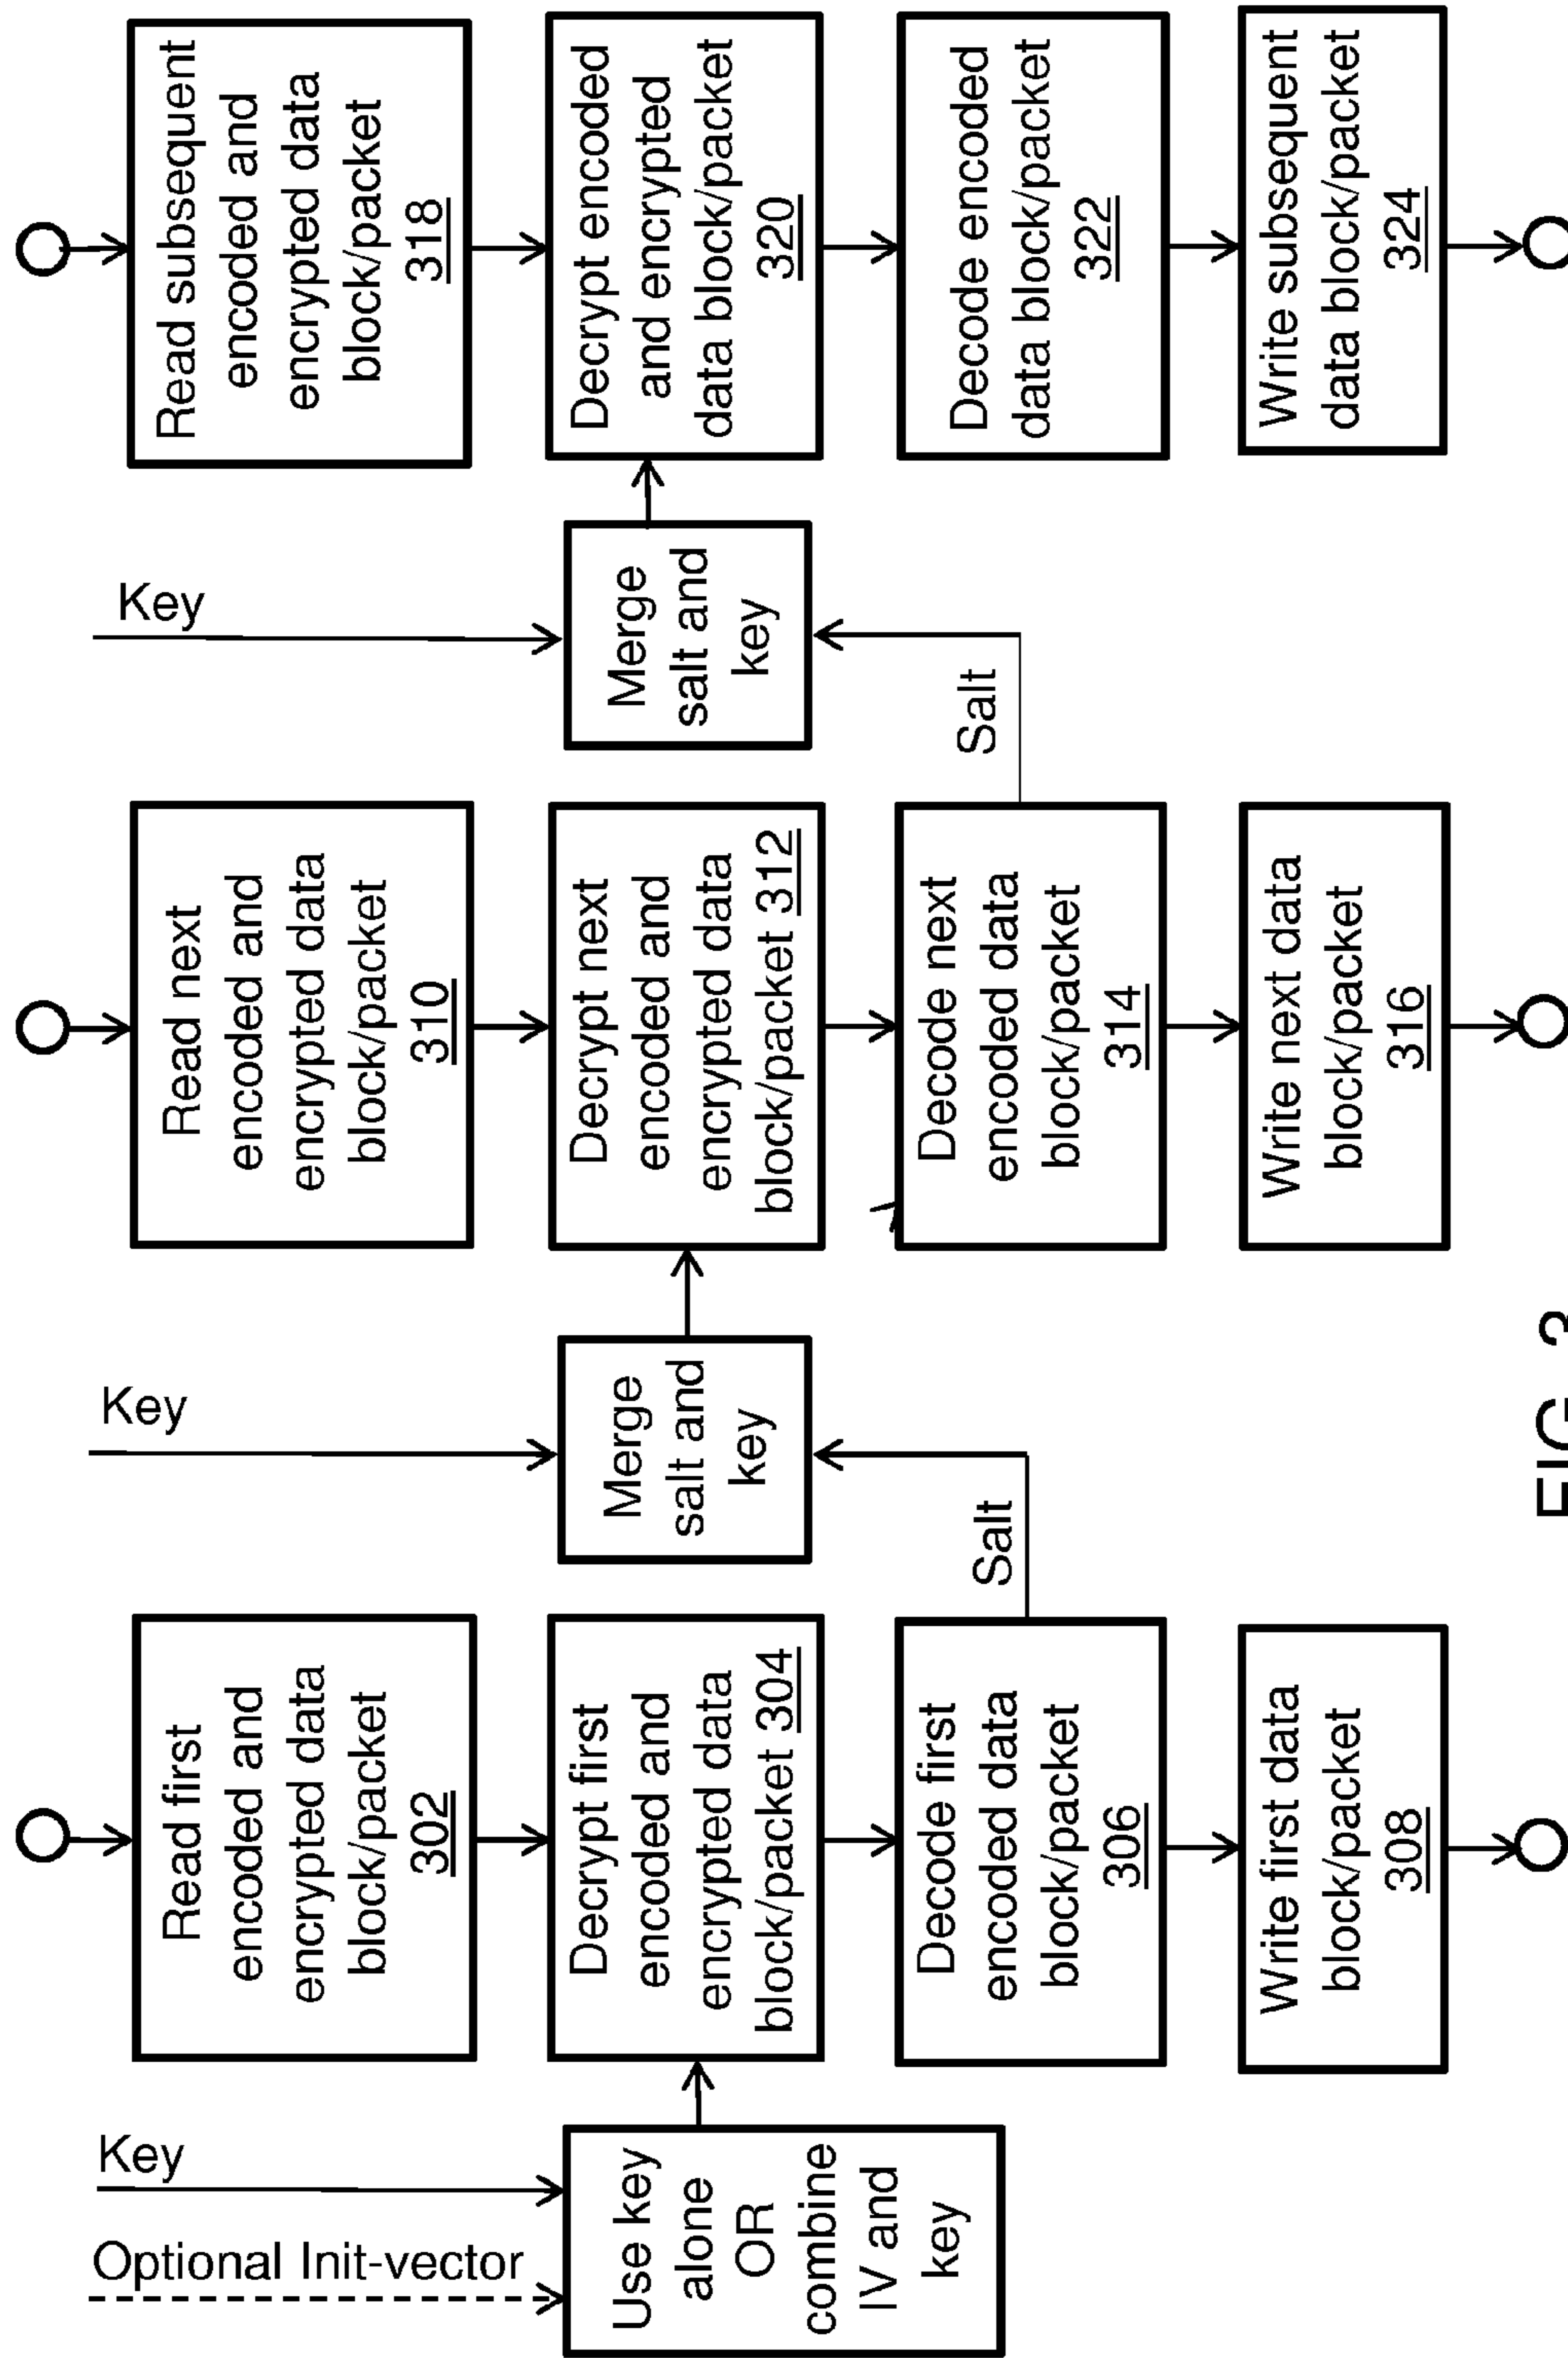 Optional Init-vector
Key
Use key
alone
OR
combine
IV and
key
Read first
encoded and
encrypted data
block/packet
302
Decrypt first
encoded and
encrypted data
block/packet 304
Decode first
encoded data
block/packet
306
Write first data
block/packet
308
Key
Merge
salt and
key
Salt
Read next
encoded and
encrypted data
block/packet
310
Decrypt next
encoded and
encrypted data
block/packet 312
Decode next
encoded data
block/packet
314
Write next data
block/packet
316
Key
Merge
salt and
key
Salt
Read subsequent
encoded and
encrypted data
block/packet
318
Decrypt encoded
and encrypted
data block/packet
320
Decode encoded
data block/packet
322
Write subsequent
data block/packet
324
FIG. 3